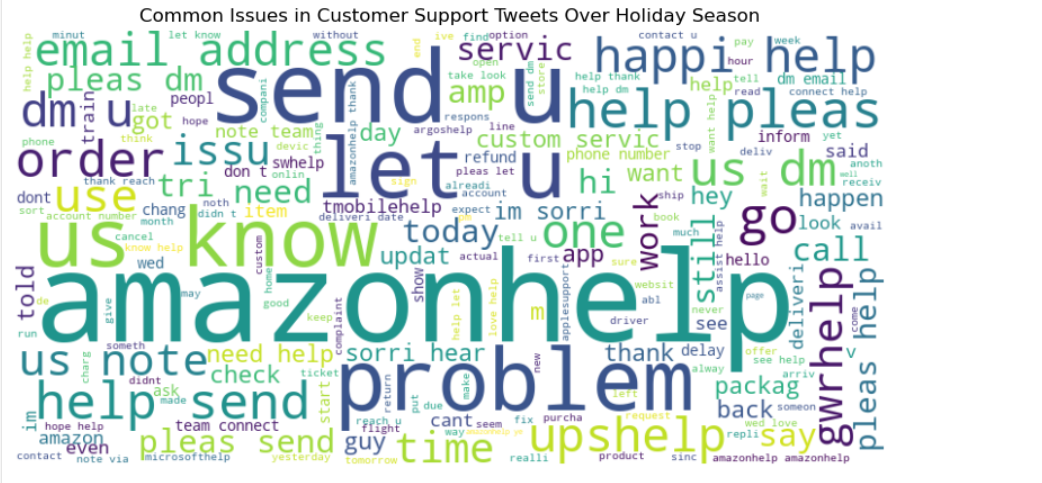 Common Issues in Customer Support Tweets Over Holiday Season
help help
minut
let know
without
end
ive
find
option
contact u
pay
week
hour
email address
servic
happi help
open
pleas dm
send u
take look
help thank
help
tell
dm email
dm u
train
peopl
compani
amp
send dm
store
help dm
want help
read
connect help
help pleas
late
got
hope
note team
thing
amazonhelp thank
day
respons
argoshelp
line
custom servic
stop
inform
yet
phone
think
devic
order
issu
swhelp
don t
onlin
let u
refund
pleas let
phone number
deliv
said
anoth
well
receiv
want
us dm
wait
thank reach
tri
need
sign
alreadi
account
hi
ship
hey
happen
dont
use
sort
account number
chang
month
noth
didn t
item
tmobilehelp
deliveri date
expect
im sorri
work
book
much
go
look
avail
us know
cancel
know help
wed
custom
today
tell u
one
still
assist help
hello
call
updat
actual
first
app
sure
told
de
may
home
good
show
applesupport
websit
abl
never
page
deliveri
amazonhelp
give
run
keep
complaint
help let
love help
m
driver
see
gwrhelp
come
pleas help
us note
someth
need help
sorri hear
problem
new
thank
delay
offer
see help
v
alway
arriv
charg
didnt
check
ticket
return
make
left
packag
help send
ask
made
start
put
due
cant
seem
fix
purcha
request
back
someon
im
hope help
team connect
reach u
way
amazonhelp ye
upshelp
wed love
repli
say
amazon
even
pleas send
guy
flight
time
contact
note via
microsofthelp
yesterday
tomorrow
realli
product
sinc
amazonhelp amazonhelp